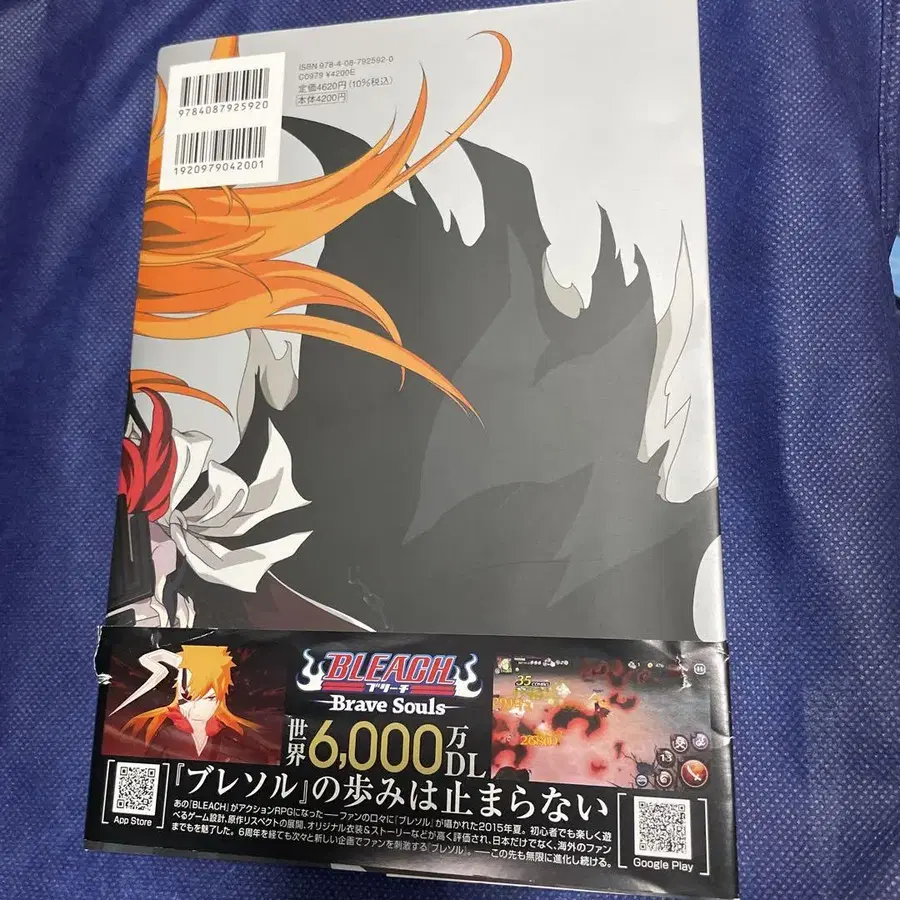 ISBN 978-4-08-792592-0
C0979 ¥4200E
定価4620円(10%税込)
本体4200円
9784087925920
1920979042001
BLEACH
ブリーチ
Brave Souls
世界6,000万DL
35 COMBO
『ブレソル』の歩みは止まらない
あの『BLEACH』がアクションRPGになった——ファンの口々に『ブレソル』が囁かれた2015年夏。初心者でも楽しく遊
べるゲーム設計、原作リスペクトの展開、オリジナル衣装&ストーリーなどが高く評価され、日本だけでなく、海外のファン
までもを魅了した。6周年を経ても次々と新しい企画でファンを刺激する『ブレソル』。——この先も無限に進化し続ける。
App Store
Google Play